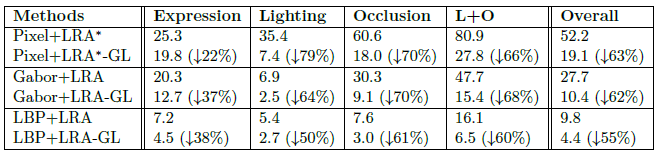 Methods Expression Lighting Occlusion L+O Overall
Pixel+LRA* 25.3 35.4 60.6 80.9 52.2
Pixel+LRA*-GL 19.8 (↓22%) 7.4 (↓79%) 18.0 (↓70%) 27.8 (↓66%) 19.1 (↓63%)
Gabor+LRA 20.3 6.9 30.3 47.7 27.7
Gabor+LRA-GL 12.7 (↓37%) 2.5 (↓64%) 9.1 (↓70%) 15.4 (↓68%) 10.4 (↓62%)
LBP+LRA 7.2 5.4 7.6 16.1 9.8
LBP+LRA-GL 4.5 (↓38%) 2.7 (↓50%) 3.0 (↓61%) 6.5 (↓60%) 4.4 (↓55%)